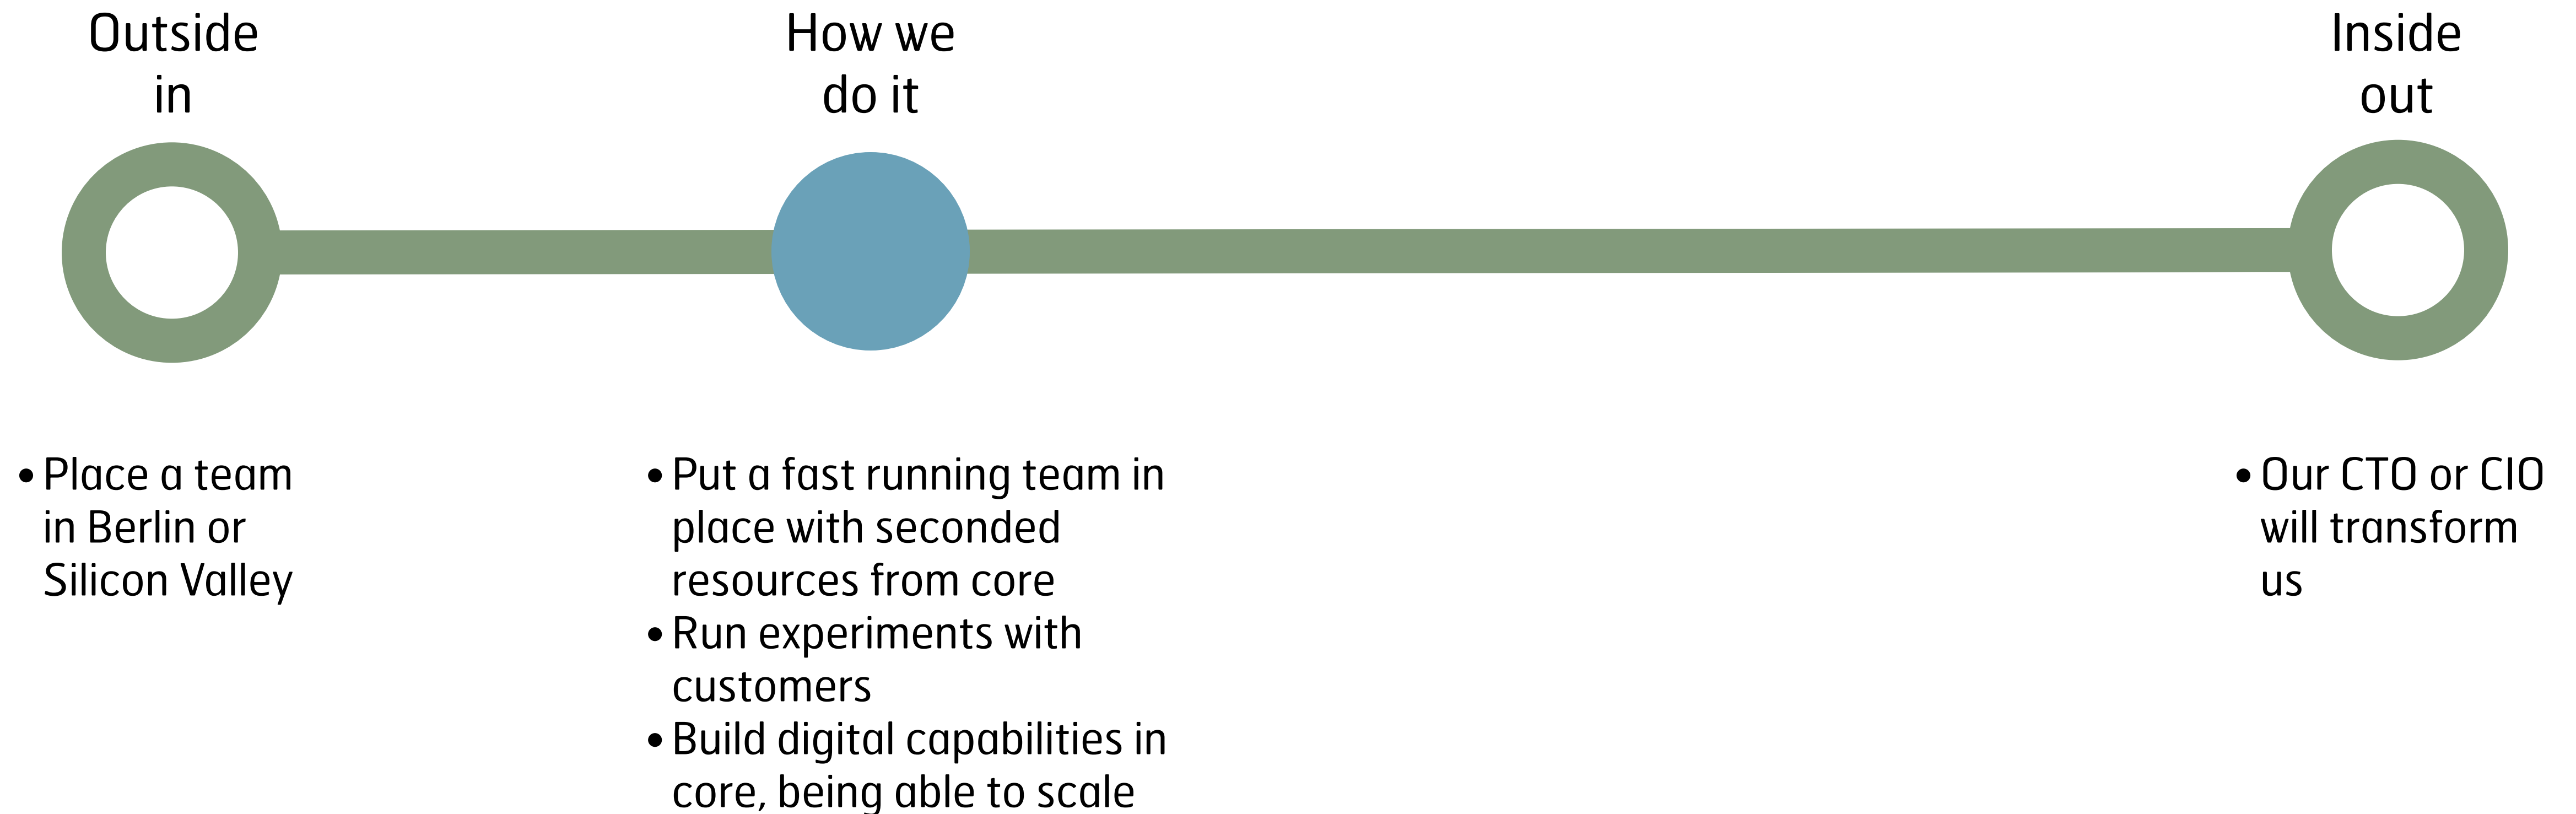 Outside
in
How we
do it
Inside
out
• Place a team
in Berlin or
Silicon Valley
• Put a fast running team in
place with seconded
resources from core
• Run experiments with
customers
• Build digital capabilities in
core, being able to scale
• Our CTO or CIO
will transform
us